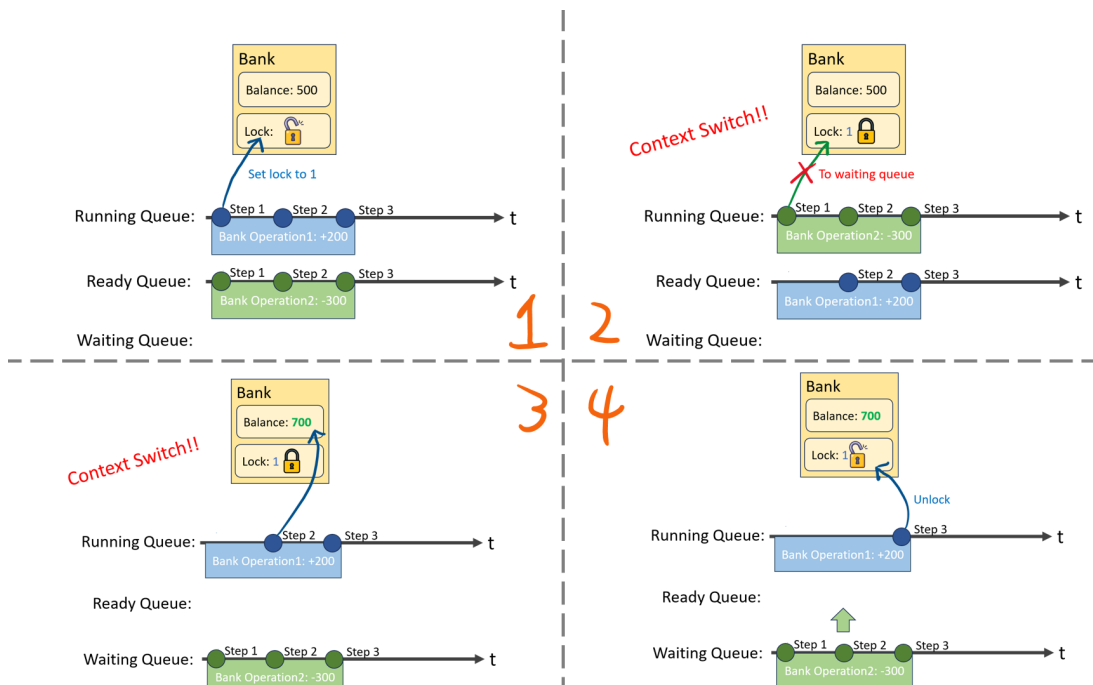 Bank
Balance: 500
Lock:
Set lock to 1
Running Queue:
Step 1
Step 2
Step 3
t
Bank Operation1: +200
Ready Queue:
Step 1
Step 2
Step 3
Bank Operation2: -300
Waiting Queue:
1
Bank
Balance: 500
Context Switch!!
Lock: 1
To waiting queue
Running Queue:
Step 1
Step 2
Step 3
t
Bank Operation2: -300
Ready Queue:
Step 2
Step 3
Bank Operation1: +200
Waiting Queue:
2
3
Bank
Balance: 700
Context Switch!!
Lock: 1
Running Queue:
Step 2
Step 3
t
Bank Operation1: +200
Ready Queue:
Waiting Queue:
Step 1
Step 2
Step 3
t
Bank Operation2: -300
4
Bank
Balance: 700
Lock: 1
Unlock
Running Queue:
Step 3
t
Bank Operation1: +200
Ready Queue:
Waiting Queue:
Step 1
Step 2
Step 3
t
Bank Operation2: -300